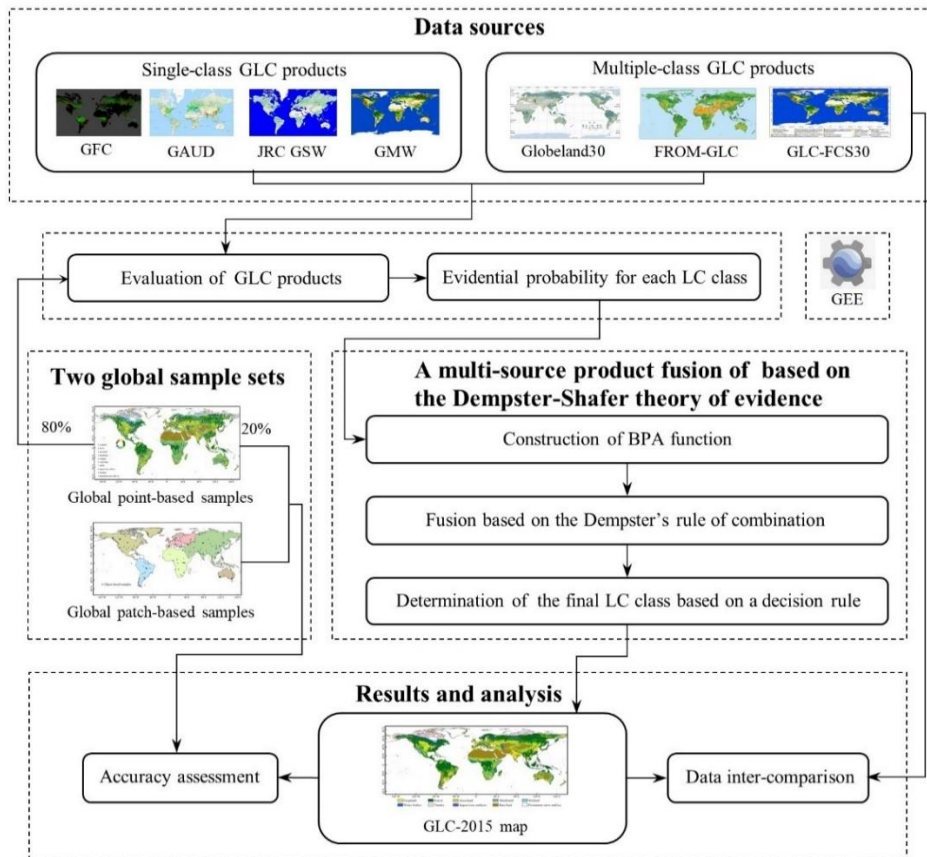 Data sources
Single-class GLC products
GFC
GAUD
JRC GSW
GMW
Multiple-class GLC products
Globeland30
FROM-GLC
GLC-FCS30
Evaluation of GLC products
Evidential probability for each LC class
GEE
Two global sample sets
80%
20%
Global point-based samples
Global patch-based samples
A multi-source product fusion of based on
the Dempster-Shafer theory of evidence
Construction of BPA function
Fusion based on the Dempster's rule of combination
Determination of the final LC class based on a decision rule
Results and analysis
Accuracy assessment
GLC-2015 map
Data inter-comparison